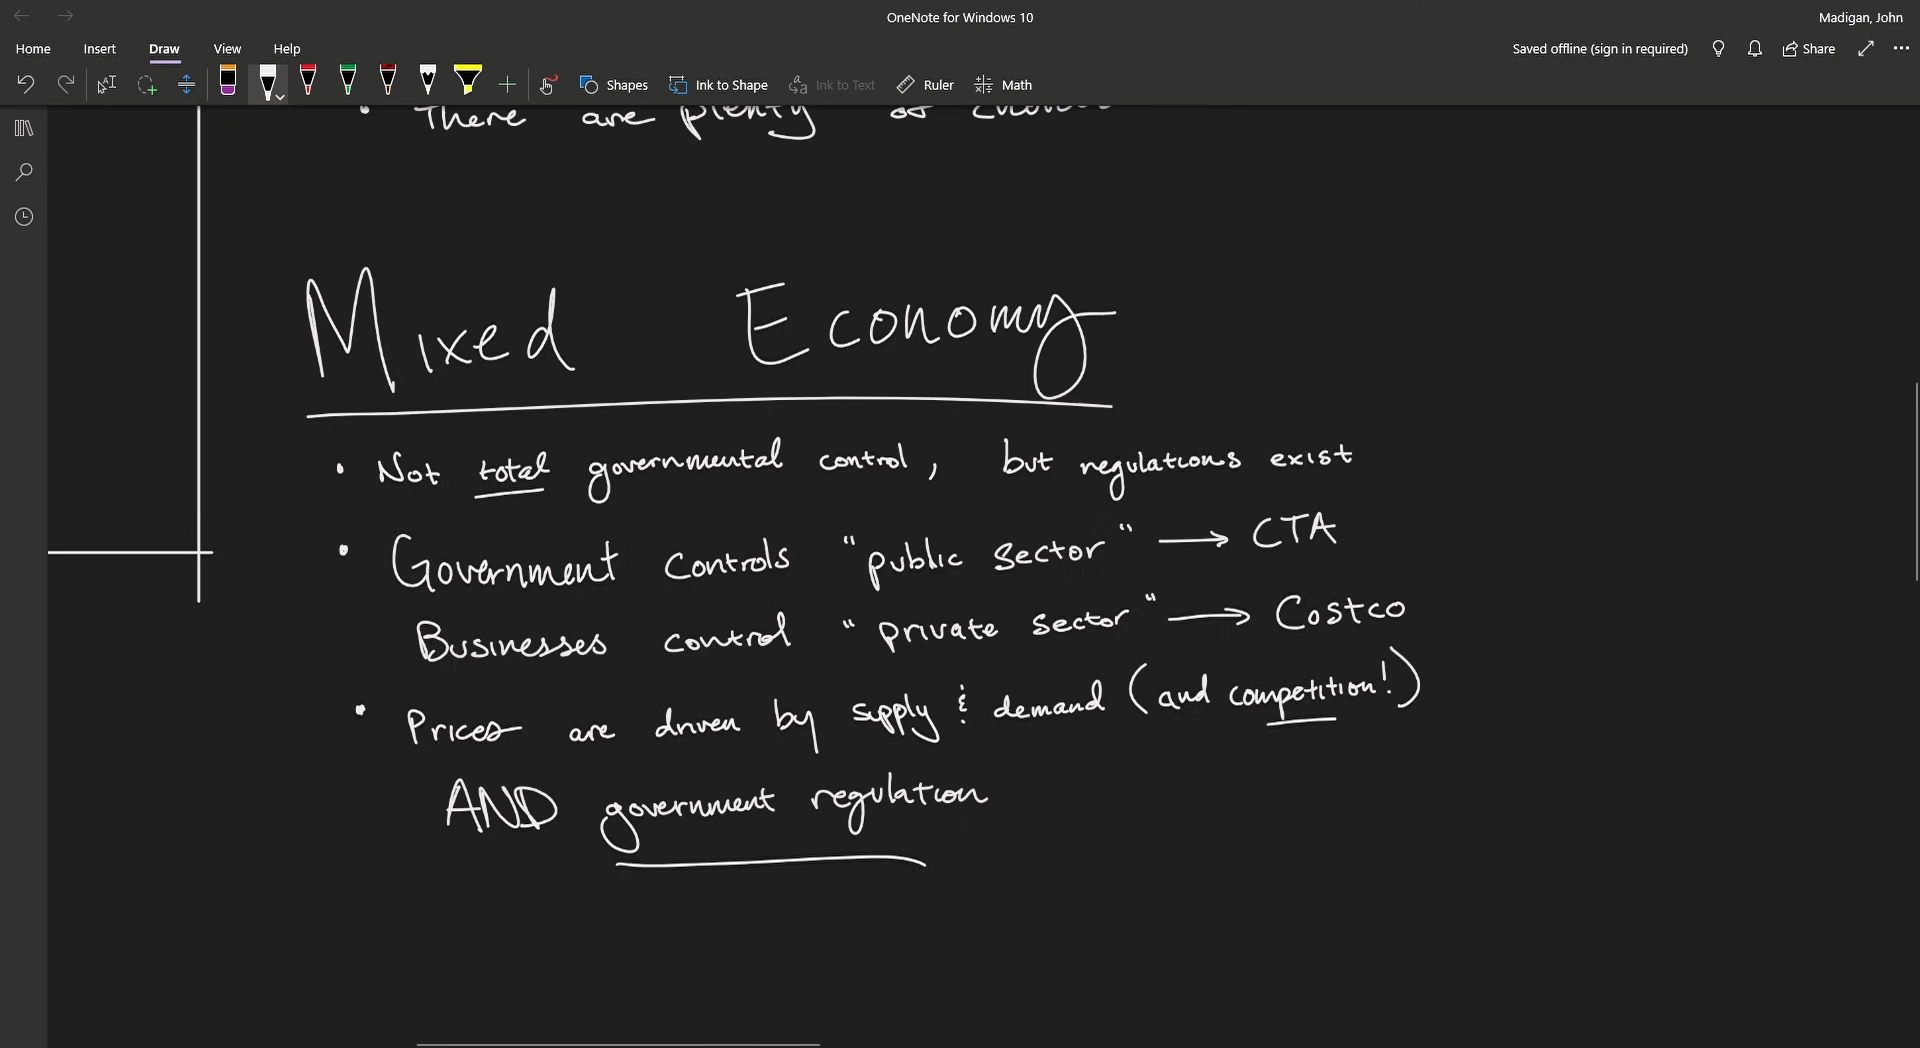 OneNote for Windows 10
Madigan, John
Home Insert Draw View Help
Saved offline (sign in required) Share
Shapes Ink to Shape Ink to Text Ruler Math
• There are plenty of
Mixed Economy
• Not total governmental control, but regulations exist
• Government controls "public sector" → CTA
Businesses control "private sector" → Costco
• Prices are driven by supply & demand (and competition!)
AND government regulation